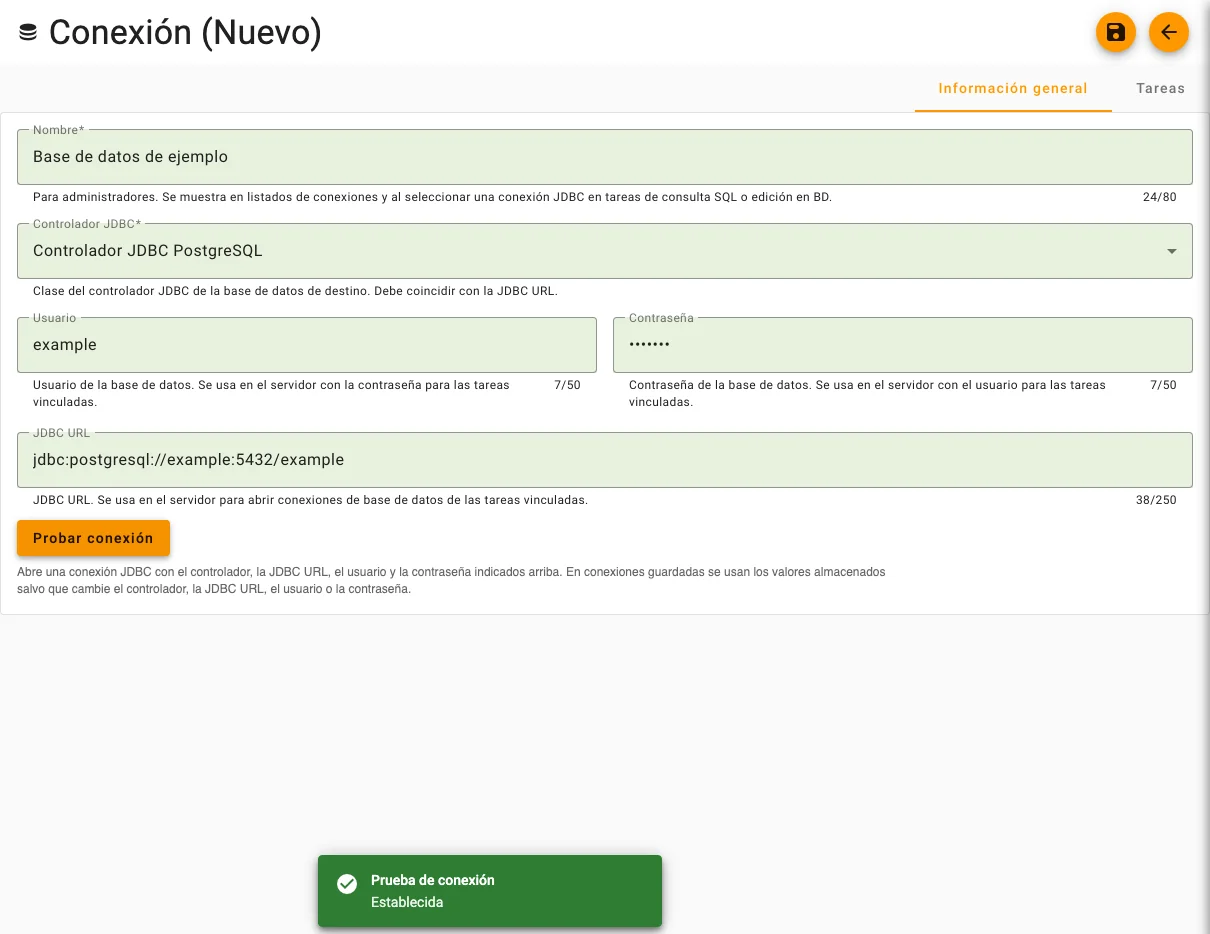 Conexión (Nuevo)
Información general
Tareas
Nombre*
Base de datos de ejemplo
Para administradores. Se muestra en listados de conexiones y al seleccionar una conexión JDBC en tareas de consulta SQL o edición en BD.
24/80
Controlador JDBC*
Controlador JDBC PostgreSQL
Clase del controlador JDBC de la base de datos de destino. Debe coincidir con la JDBC URL.
Usuario
example
Usuario de la base de datos. Se usa en el servidor con la contraseña para las tareas
vinculadas.
7/50
Contraseña
•••••••
Contraseña de la base de datos. Se usa en el servidor con el usuario para las tareas
vinculadas.
7/50
JDBC URL
jdbc:postgresql://example:5432/example
JDBC URL. Se usa en el servidor para abrir conexiones de base de datos de las tareas vinculadas.
38/250
Probar conexión
Abre una conexión JDBC con el controlador, la JDBC URL, el usuario y la contraseña indicados arriba. En conexiones guardadas se usan los valores almacenados
salvo que cambie el controlador, la JDBC URL, el usuario o la contraseña.
Prueba de conexión
Establecida